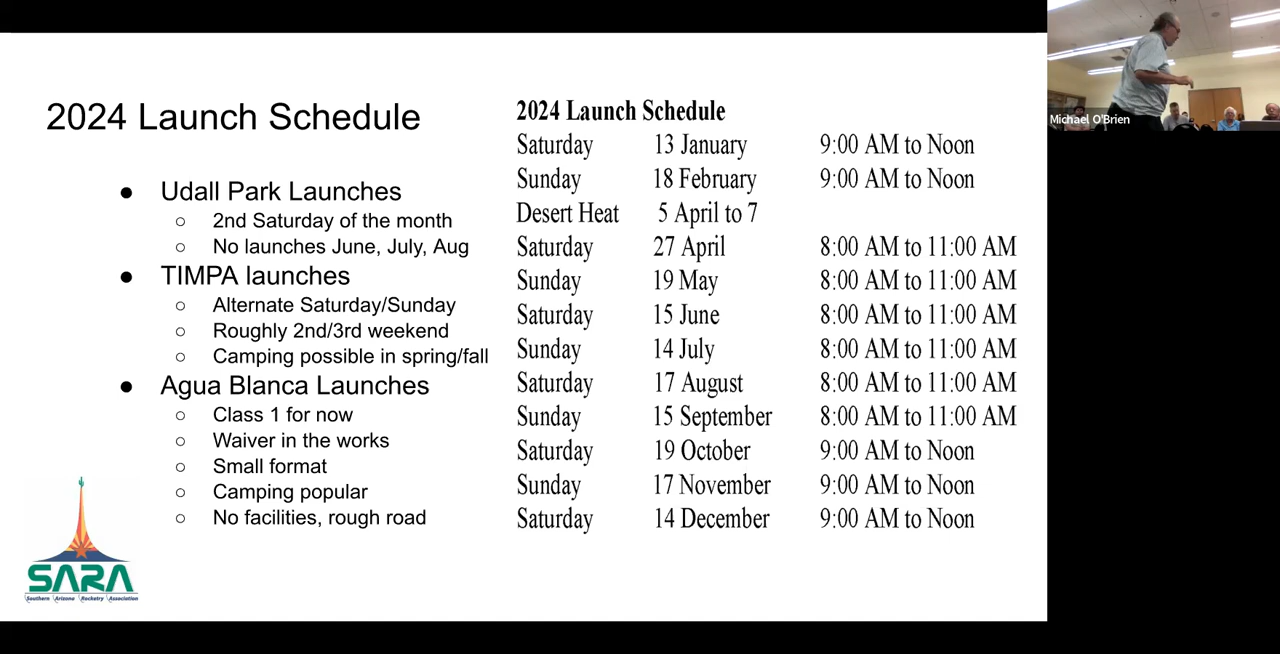 2024 Launch Schedule
● Udall Park Launches
○ 2nd Saturday of the month
○ No launches June, July, Aug
● TIMPA launches
○ Alternate Saturday/Sunday
○ Roughly 2nd/3rd weekend
○ Camping possible in spring/fall
● Agua Blanca Launches
○ Class 1 for now
○ Waiver in the works
○ Small format
○ Camping popular
○ No facilities, rough road
SARA
Southern Arizona Rocketry Association
2024 Launch Schedule
Saturday 13 January 9:00 AM to Noon
Sunday 18 February 9:00 AM to Noon
Desert Heat 5 April to 7
Saturday 27 April 8:00 AM to 11:00 AM
Sunday 19 May 8:00 AM to 11:00 AM
Saturday 15 June 8:00 AM to 11:00 AM
Sunday 14 July 8:00 AM to 11:00 AM
Saturday 17 August 8:00 AM to 11:00 AM
Sunday 15 September 8:00 AM to 11:00 AM
Saturday 19 October 9:00 AM to Noon
Sunday 17 November 9:00 AM to Noon
Saturday 14 December 9:00 AM to Noon
Michael O'Brien